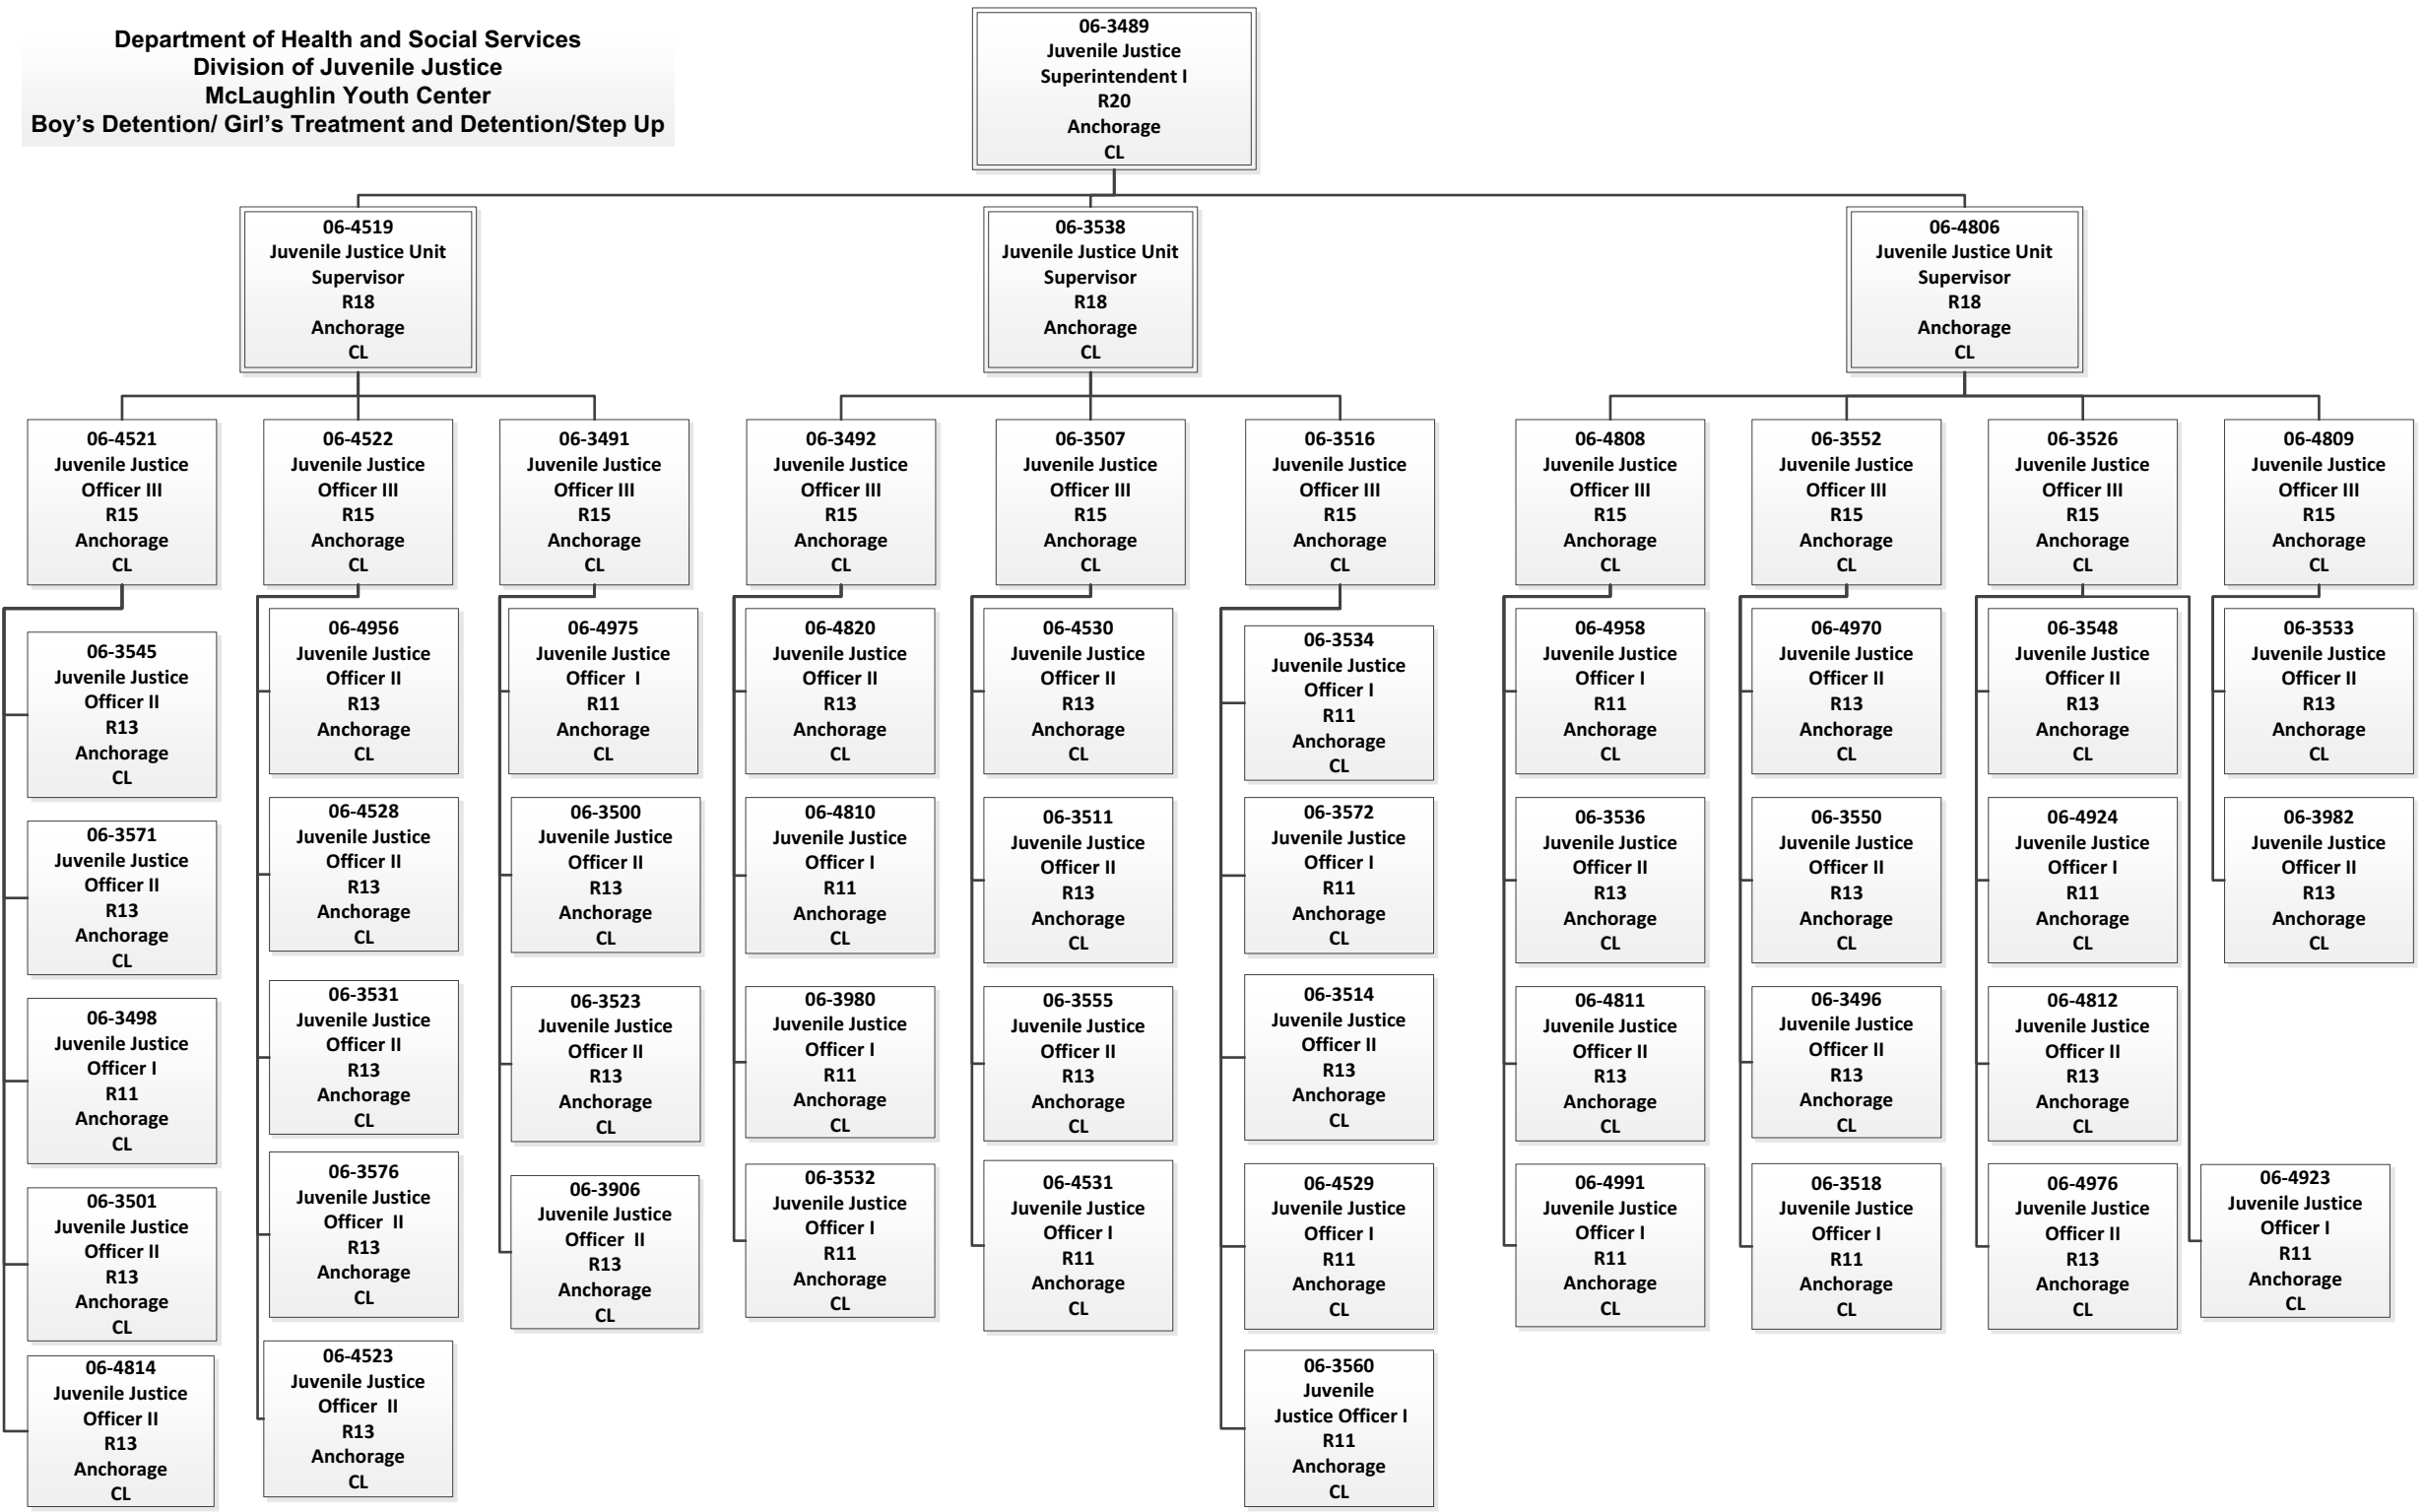 Department of Health and Social Services
Division of Juvenile Justice
McLaughlin Youth Center
Boy's Detention/ Girl's Treatment and Detention/Step Up
06-3489
Juvenile Justice
Superintendent I
R20
Anchorage
CL
06-4519
Juvenile Justice Unit
Supervisor
R18
Anchorage
CL
06-3538
Juvenile Justice Unit
Supervisor
R18
Anchorage
CL
06-4806
Juvenile Justice Unit
Supervisor
R18
Anchorage
CL
06-4521
Juvenile Justice
Officer III
R15
Anchorage
CL
06-4522
Juvenile Justice
Officer III
R15
Anchorage
CL
06-3491
Juvenile Justice
Officer III
R15
Anchorage
CL
06-3492
Juvenile Justice
Officer III
R15
Anchorage
CL
06-3507
Juvenile Justice
Officer III
R15
Anchorage
CL
06-3516
Juvenile Justice
Officer III
R15
Anchorage
CL
06-4808
Juvenile Justice
Officer III
R15
Anchorage
CL
06-3552
Juvenile Justice
Officer III
R15
Anchorage
CL
06-3526
Juvenile Justice
Officer III
R15
Anchorage
CL
06-4809
Juvenile Justice
Officer III
R15
Anchorage
CL
06-3545
Juvenile Justice
Officer II
R13
Anchorage
CL
06-3571
Juvenile Justice
Officer II
R13
Anchorage
CL
06-3498
Juvenile Justice
Officer I
R11
Anchorage
CL
06-3501
Juvenile Justice
Officer II
R13
Anchorage
CL
06-4814
Juvenile Justice
Officer II
R13
Anchorage
CL
06-4956
Juvenile Justice
Officer II
R13
Anchorage
CL
06-4528
Juvenile Justice
Officer II
R13
Anchorage
CL
06-3531
Juvenile Justice
Officer II
R13
Anchorage
CL
06-3576
Juvenile Justice
Officer II
R13
Anchorage
CL
06-4523
Juvenile Justice
Officer II
R13
Anchorage
CL
06-4975
Juvenile Justice
Officer I
R11
Anchorage
CL
06-3500
Juvenile Justice
Officer II
R13
Anchorage
CL
06-3523
Juvenile Justice
Officer II
R13
Anchorage
CL
06-3906
Juvenile Justice
Officer II
R13
Anchorage
CL
06-4820
Juvenile Justice
Officer II
R13
Anchorage
CL
06-4810
Juvenile Justice
Officer I
R11
Anchorage
CL
06-3980
Juvenile Justice
Officer I
R11
Anchorage
CL
06-3532
Juvenile Justice
Officer I
R11
Anchorage
CL
06-4530
Juvenile Justice
Officer II
R13
Anchorage
CL
06-3511
Juvenile Justice
Officer II
R13
Anchorage
CL
06-3555
Juvenile Justice
Officer II
R13
Anchorage
CL
06-4531
Juvenile Justice
Officer I
R11
Anchorage
CL
06-3534
Juvenile Justice
Officer I
R11
Anchorage
CL
06-3572
Juvenile Justice
Officer I
R11
Anchorage
CL
06-3514
Juvenile Justice
Officer II
R13
Anchorage
CL
06-4529
Juvenile Justice
Officer I
R11
Anchorage
CL
06-3560
Juvenile
Justice Officer I
R11
Anchorage
CL
06-4958
Juvenile Justice
Officer I
R11
Anchorage
CL
06-3536
Juvenile Justice
Officer II
R13
Anchorage
CL
06-4811
Juvenile Justice
Officer II
R13
Anchorage
CL
06-4991
Juvenile Justice
Officer I
R11
Anchorage
CL
06-4970
Juvenile Justice
Officer II
R13
Anchorage
CL
06-3550
Juvenile Justice
Officer II
R13
Anchorage
CL
06-3496
Juvenile Justice
Officer II
R13
Anchorage
CL
06-3518
Juvenile Justice
Officer I
R11
Anchorage
CL
06-3548
Juvenile Justice
Officer II
R13
Anchorage
CL
06-4924
Juvenile Justice
Officer I
R11
Anchorage
CL
06-4812
Juvenile Justice
Officer II
R13
Anchorage
CL
06-4976
Juvenile Justice
Officer II
R13
Anchorage
CL
06-4923
Juvenile Justice
Officer I
R11
Anchorage
CL
06-3533
Juvenile Justice
Officer II
R13
Anchorage
CL
06-3982
Juvenile Justice
Officer II
R13
Anchorage
CL